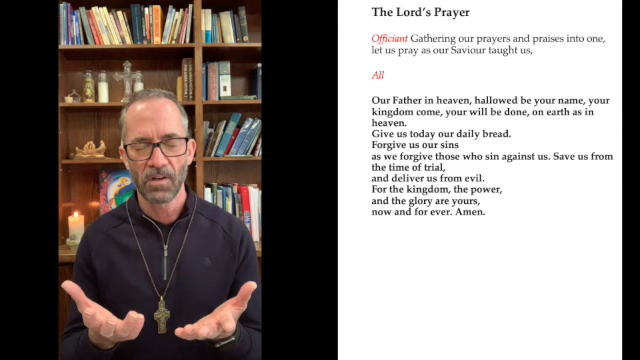 The Lord's Prayer
Officiant Gathering our prayers and praises into one,
let us pray as our Saviour taught us,
All
Our Father in heaven, hallowed be your name, your
kingdom come, your will be done, on earth as in
heaven.
Give us today our daily bread.
Forgive us our sins
as we forgive those who sin against us. Save us from
the time of trial,
and deliver us from evil.
For the kingdom, the power,
and the glory are yours,
now and for ever. Amen.